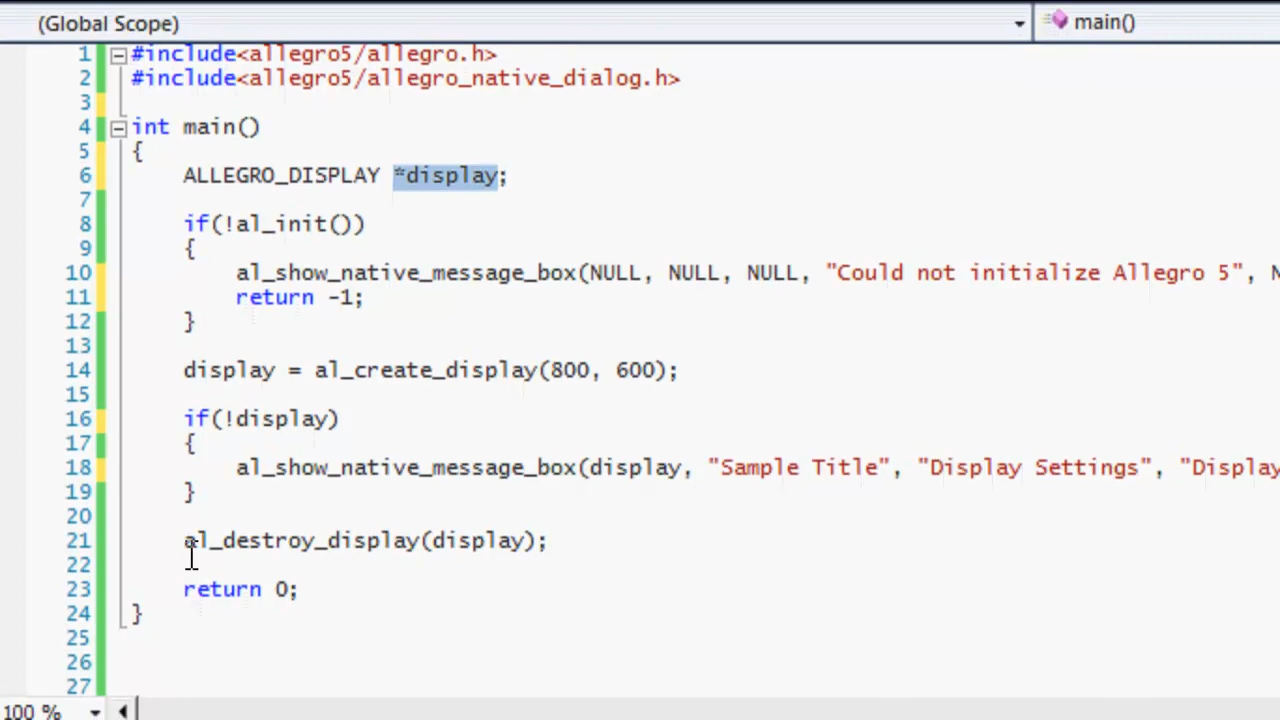 (Global Scope) main()
1 #include<allegro5/allegro.h>
2 #include<allegro5/allegro_native_dialog.h>
3
4 int main()
5 {
6 ALLEGRO_DISPLAY *display;
7
8 if(!al_init())
9 {
10 al_show_native_message_box(NULL, NULL, NULL, "Could not initialize Allegro 5", N
11 return -1;
12 }
13
14 display = al_create_display(800, 600);
15
16 if(!display)
17 {
18 al_show_native_message_box(display, "Sample Title", "Display Settings", "Display
19 }
20
21 al_destroy_display(display);
22
23 return 0;
24 }
25
26
27
100 %